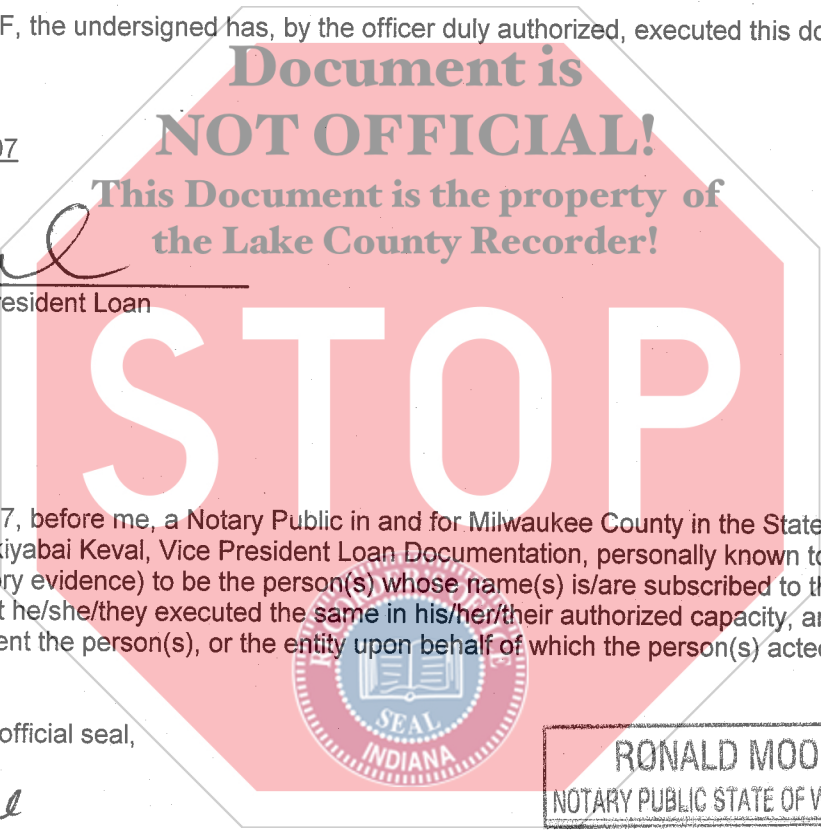 F, the undersigned has, by the officer duly authorized, executed this do
Document is
NOT OFFICIAL!
07
This Document is the property of
the Lake County Recorder!
resident Loan
STOP
7, before me, a Notary Public in and for Milwaukee County in the State
kiyabai Keval, Vice President Loan Documentation, personally known to
ory evidence) to be the person(s) whose name(s) is/are subscribed to th
t he/she/they executed the same in his/her/their authorized capacity, an
ent the person(s), or the entity upon behalf of which the person(s) acted
SEAL
INDIANA
official seal,
RONALD MOO
NOTARY PUBLIC STATE OF W